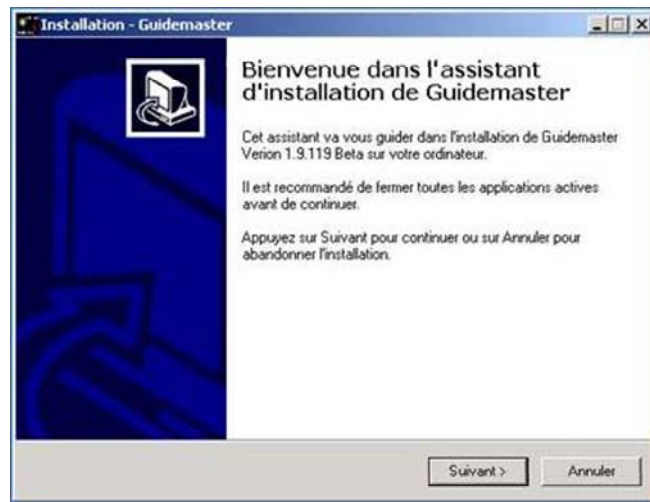 Installation - Guidemaster
Bienvenue dans l'assistant
d'installation de Guidemaster
Cet assistant va vous guider dans l'installation de Guidemaster
Verion 1.9.119 Beta sur votre ordinateur.
Il est recommandé de fermer toutes les applications actives
avant de continuer.
Appuyez sur Suivant pour continuer ou sur Annuler pour
abandonner l'installation.
Suivant >
Annuler